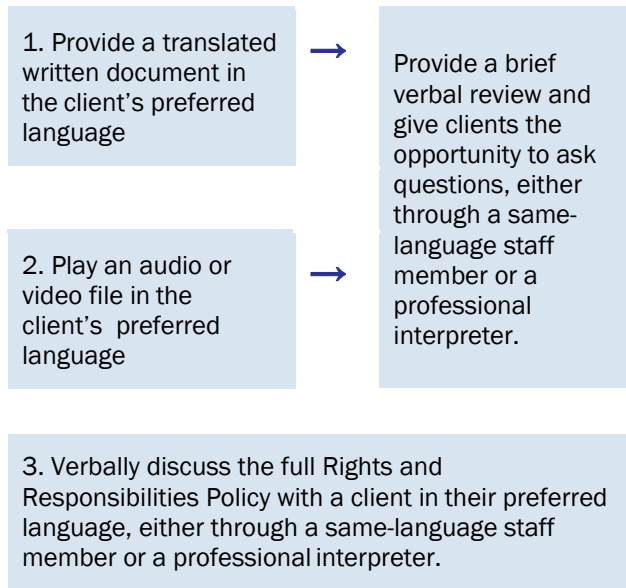 1. Provide a translated
written document in
the client's preferred
language
→
Provide a brief
verbal review and
give clients the
opportunity to ask
questions, either
through a same-
language staff
member or a
professional
interpreter.
2. Play an audio or
video file in the
client's preferred
language
→
3. Verbally discuss the full Rights and
Responsibilities Policy with a client in their preferred
language, either through a same-language staff
member or a professional interpreter.